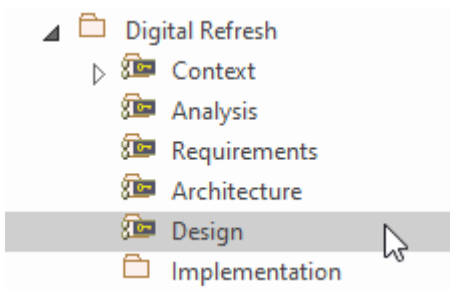 Digital Refresh
Context
Analysis
Requirements
Architecture
Design
Implementation